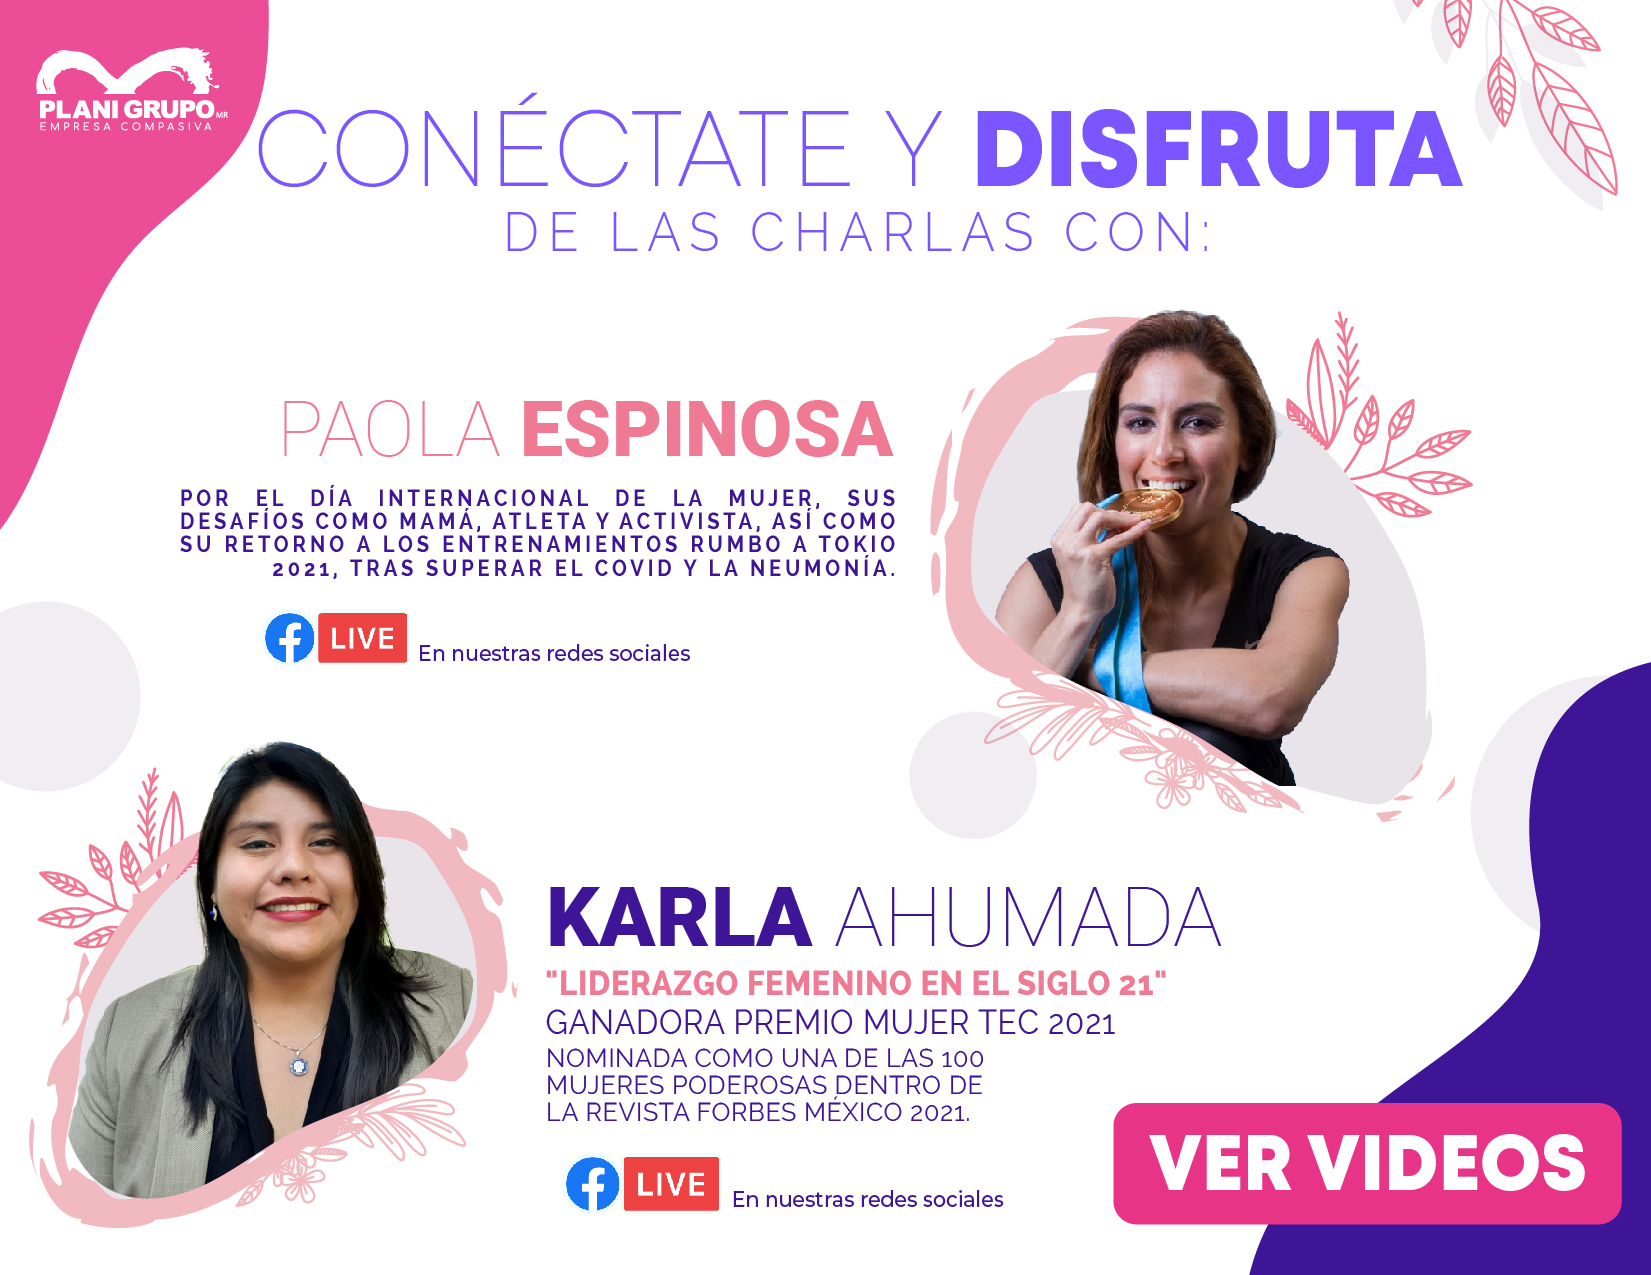 PLANI GRUPO MR
EMPRESA COMPASIVA
CONÉCTATE Y DISFRUTA
DE LAS CHARLAS CON:
PAOLA ESPINOSA
POR EL DÍA INTERNACIONAL DE LA MUJER, SUS
DESAFÍOS COMO MAMÁ, ATLETA Y ACTIVISTA, ASÍ COMO
SU RETORNO A LOS ENTRENAMIENTOS RUMBO A TOKIO
2021, TRAS SUPERAR EL COVID Y LA NEUMONÍA.
LIVE En nuestras redes sociales
KARLA AHUMADA
"LIDERAZGO FEMENINO EN EL SIGLO 21"
GANADORA PREMIO MUJER TEC 2021
NOMINADA COMO UNA DE LAS 100
MUJERES PODEROSAS DENTRO DE
LA REVISTA FORBES MÉXICO 2021.
LIVE En nuestras redes sociales
VER VIDEOS